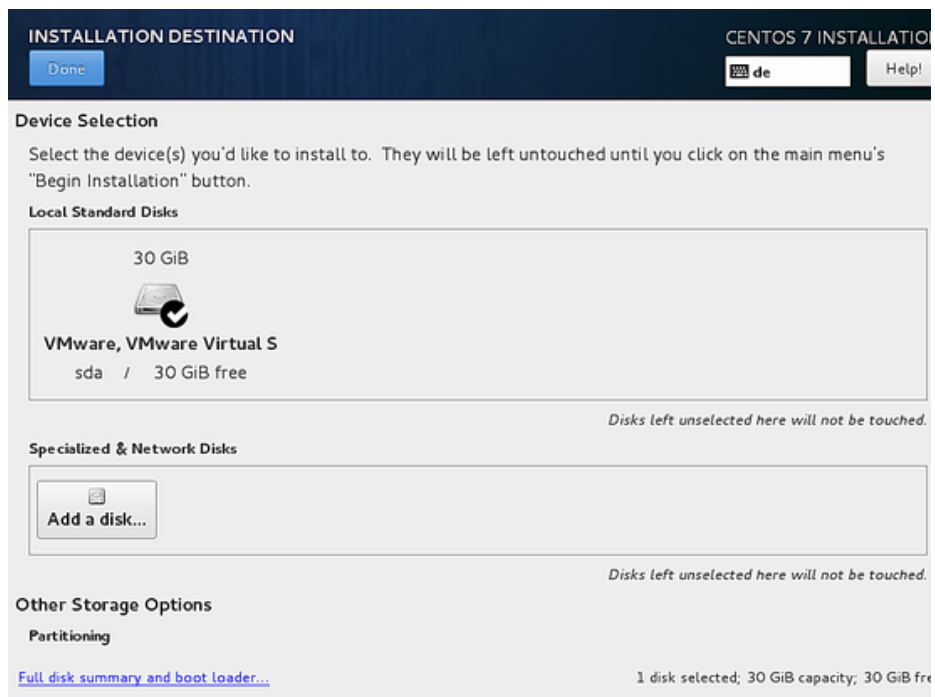 INSTALLATION DESTINATION
CENTOS 7 INSTALLATION
Done
de
Help!
Device Selection
Select the device(s) you'd like to install to. They will be left untouched until you click on the main menu's
"Begin Installation" button.
Local Standard Disks
30 GiB
VMware, VMware Virtual S
sda / 30 GiB free
Disks left unselected here will not be touched.
Specialized & Network Disks
Add a disk...
Disks left unselected here will not be touched.
Other Storage Options
Partitioning
Full disk summary and boot loader...
1 disk selected; 30 GiB capacity; 30 GiB fre